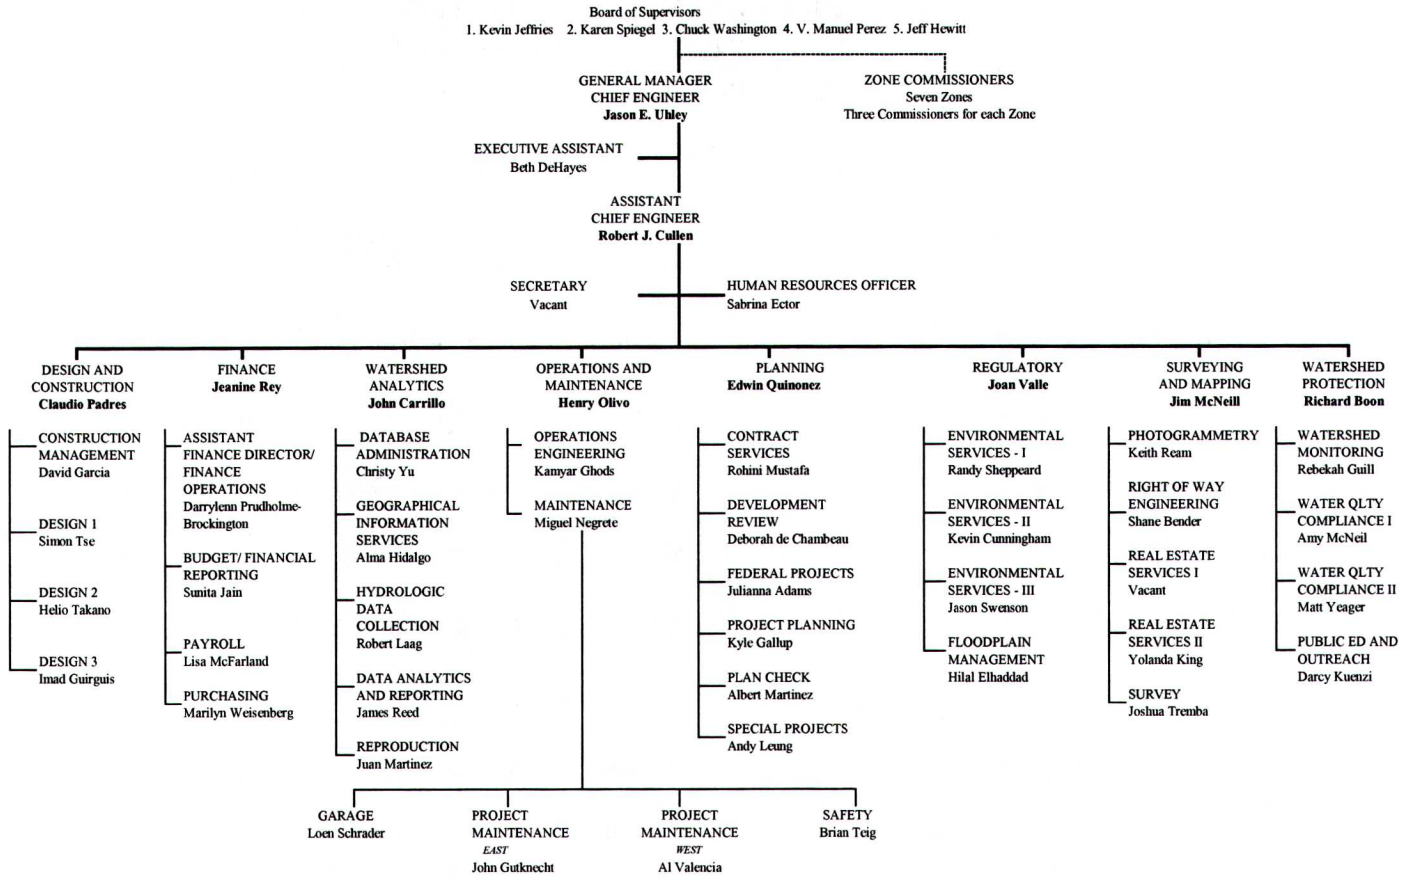 Board of Supervisors
1. Kevin Jeffries 2. Karen Spiegel 3. Chuck Washington 4. V. Manuel Perez 5. Jeff Hewitt
GENERAL MANAGER
CHIEF ENGINEER
Jason E. Uhley
ZONE COMMISSIONERS
Seven Zones
Three Commissioners for each Zone
EXECUTIVE ASSISTANT
Beth DeHayes
ASSISTANT
CHIEF ENGINEER
Robert J. Cullen
SECRETARY
Vacant
HUMAN RESOURCES OFFICER
Sabrina Ector
DESIGN AND
CONSTRUCTION
Claudio Padres
CONSTRUCTION
MANAGEMENT
David Garcia
DESIGN 1
Simon Tse
DESIGN 2
Helio Takano
DESIGN 3
Imad Guirguis
FINANCE
Jeanine Rey
ASSISTANT
FINANCE DIRECTOR/
FINANCE
OPERATIONS
Darrylenn Prudholme-
Brockington
BUDGET/ FINANCIAL
REPORTING
Sunita Jain
PAYROLL
Lisa McFarland
PURCHASING
Marilyn Weisenberg
WATERSHED
ANALYTICS
John Carrillo
DATABASE
ADMINISTRATION
Christy Yu
GEOGRAPHICAL
INFORMATION
SERVICES
Alma Hidalgo
HYDROLOGIC
DATA
COLLECTION
Robert Laag
DATA ANALYTICS
AND REPORTING
James Reed
REPRODUCTION
Juan Martinez
OPERATIONS AND
MAINTENANCE
Henry Olivo
OPERATIONS
ENGINEERING
Kamyar Ghods
MAINTENANCE
Miguel Negrete
GARAGE
Loen Schrader
PROJECT
MAINTENANCE
EAST
John Gutknecht
PROJECT
MAINTENANCE
WEST
Al Valencia
SAFETY
Brian Teig
PLANNING
Edwin Quinonez
CONTRACT
SERVICES
Rohini Mustafa
DEVELOPMENT
REVIEW
Deborah de Chambeau
FEDERAL PROJECTS
Julianna Adams
PROJECT PLANNING
Kyle Gallup
PLAN CHECK
Albert Martinez
SPECIAL PROJECTS
Andy Leung
REGULATORY
Joan Valle
ENVIRONMENTAL
SERVICES - I
Randy Sheppeard
ENVIRONMENTAL
SERVICES - II
Kevin Cunningham
ENVIRONMENTAL
SERVICES - III
Jason Swenson
FLOODPLAIN
MANAGEMENT
Hilal Elhaddad
SURVEYING
AND MAPPING
Jim McNeill
PHOTOGRAMMETRY
Keith Ream
RIGHT OF WAY
ENGINEERING
Shane Bender
REAL ESTATE
SERVICES I
Vacant
REAL ESTATE
SERVICES II
Yolanda King
SURVEY
Joshua Tremba
WATERSHED
PROTECTION
Richard Boon
WATERSHED
MONITORING
Rebekah Guill
WATER QLTY
COMPLIANCE I
Amy McNeil
WATER QLTY
COMPLIANCE II
Matt Yeager
PUBLIC ED AND
OUTREACH
Darcy Kuenzi